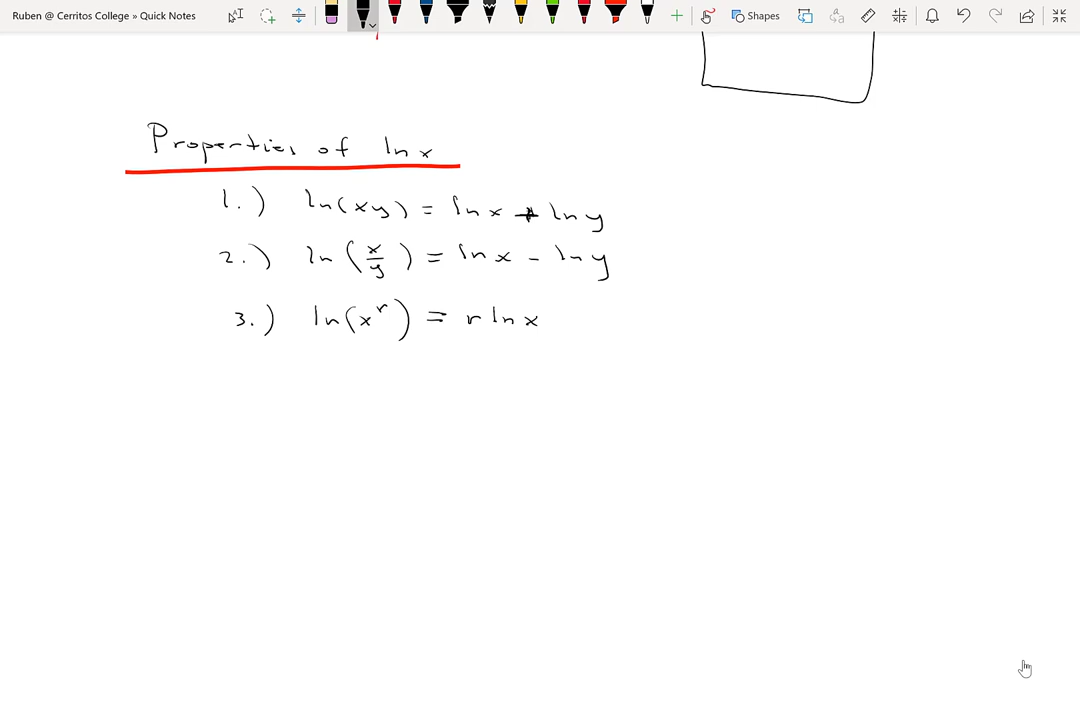 Ruben @ Cerritos College » Quick Notes Shapes
Properties of ln x
1.) ln(xy) = ln x + ln y
2.) ln(x/y) = ln x - ln y
3.) ln(x^r) = r ln x